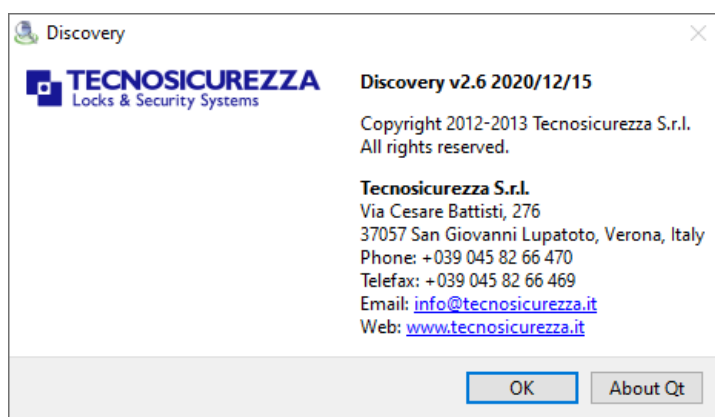 Discovery
TECNOSICUREZZA
Locks & Security Systems
Discovery v2.6 2020/12/15
Copyright 2012-2013 Tecnosicurezza S.r.l.
All rights reserved.
Tecnosicurezza S.r.l.
Via Cesare Battisti, 276
37057 San Giovanni Lupatoto, Verona, Italy
Phone: +039 045 82 66 470
Telefax: +039 045 82 66 469
Email: info@tecnosicurezza.it
Web: www.tecnosicurezza.it
OK
About Qt